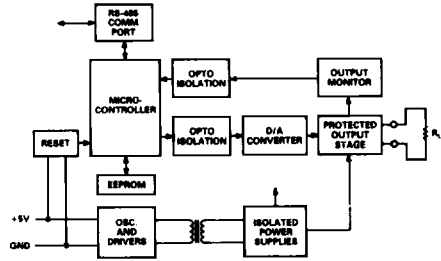 RS-485
COMM
PORT
OPTO
ISOLATION
OUTPUT
MONITOR
MICRO-
CONTROLLER
RESET
OPTO
ISOLATION
D/A
CONVERTER
PROTECTED
OUTPUT
STAGE
RL
EEPROM
+5V
GND
OSC.
AND
DRIVERS
ISOLATED
POWER
SUPPLIES